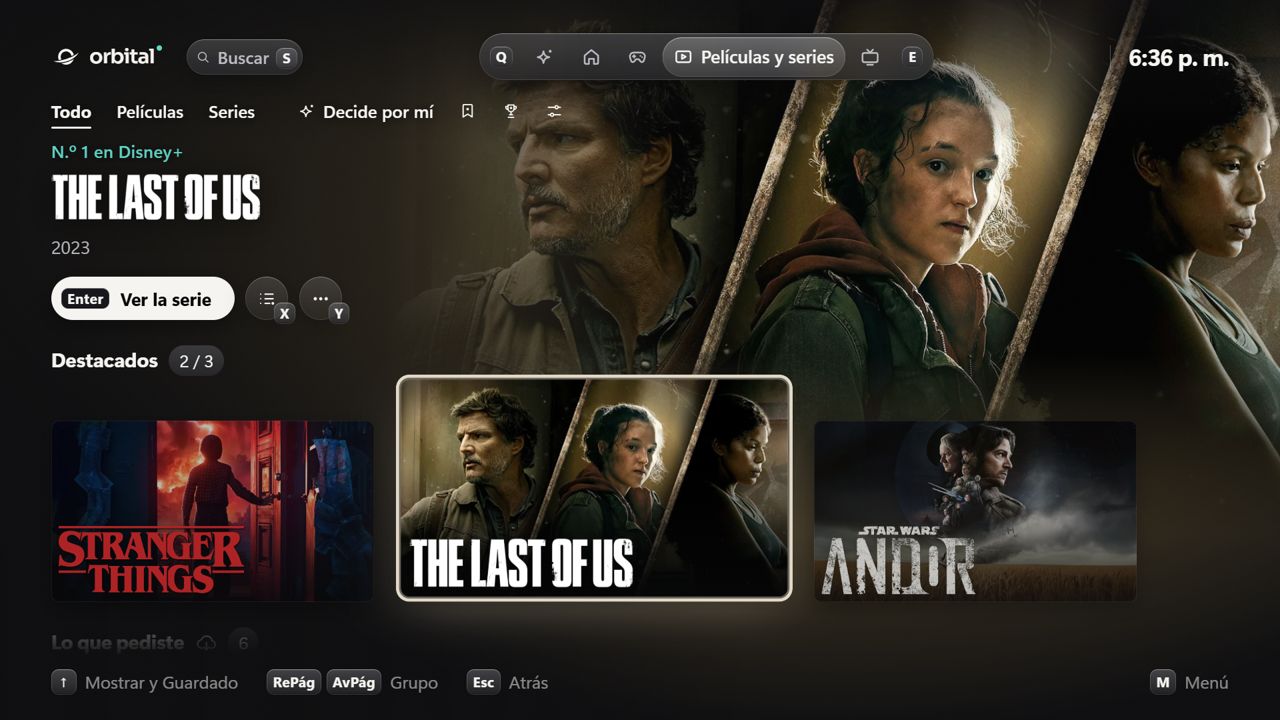 orbital
Buscar S
Q
Películas y series
E
6:36 p. m.
Todo
Películas
Series
Decide por mí
N.º 1 en Disney+
THE LAST OF US
2023
Enter Ver la serie
X
Y
Destacados 2 / 3
STRANGER THINGS
THE LAST OF US
STAR WARS
ANDOR
Lo que pediste 6
↑ Mostrar y Guardado
RePág AvPág Grupo
Esc Atrás
M Menú